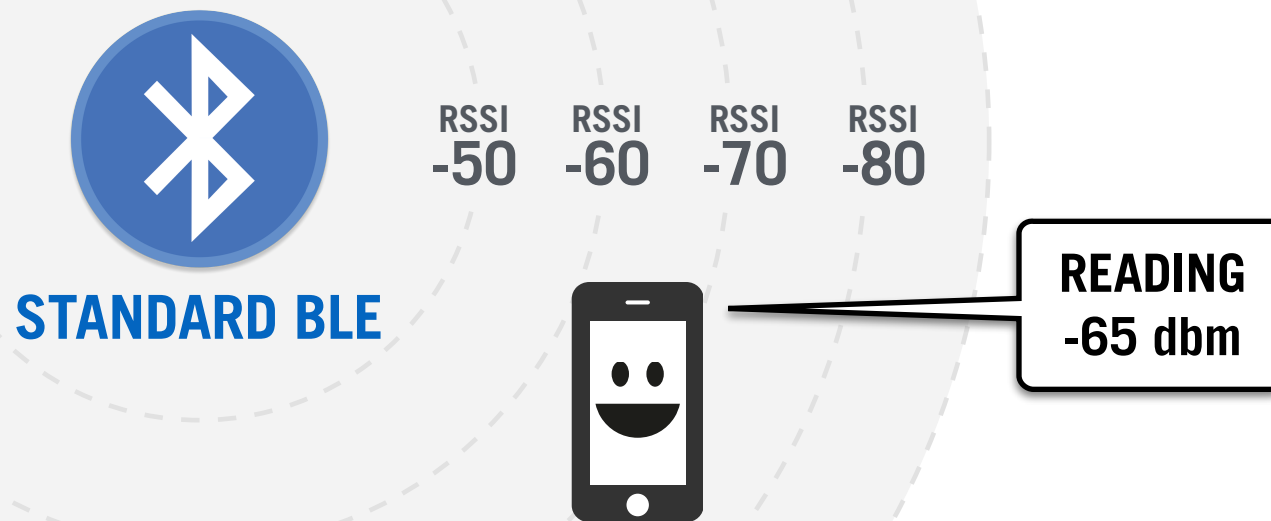 RSSI RSSI RSSI RSSI
-50 -60 -70 -80
STANDARD BLE
READING
-65 dbm